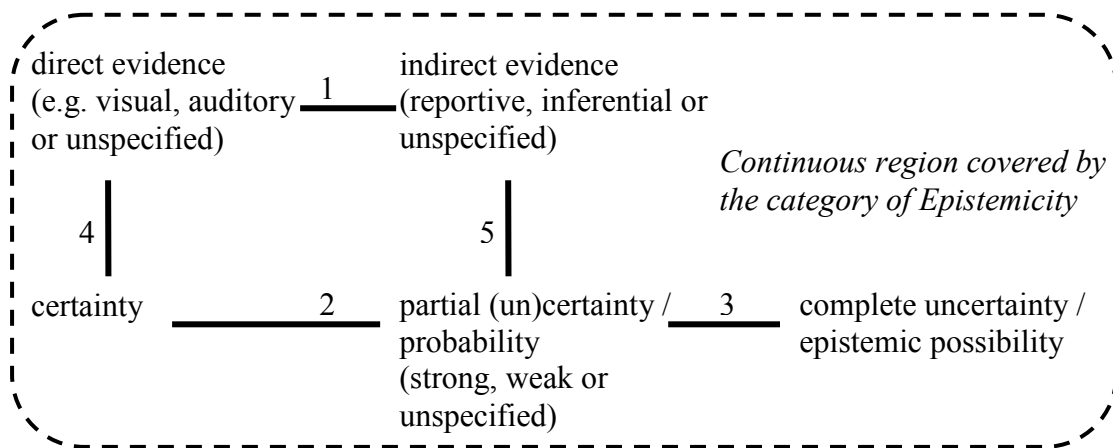 direct evidence
(e.g. visual, auditory
or unspecified)
1
indirect evidence
(reportive, inferential or
unspecified)
Continuous region covered by
the category of Epistemicity
4
5
certainty
2
partial (un)certainty /
probability
(strong, weak or
unspecified)
3
complete uncertainty /
epistemic possibility